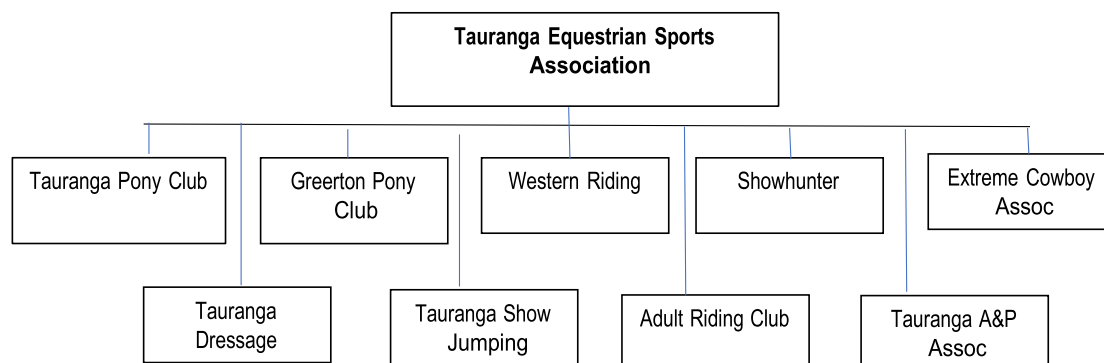 Tauranga Equestrian Sports
Association
Tauranga Pony Club
Greerton Pony
Club
Western Riding
Showhunter
Extreme Cowboy
Assoc
Tauranga
Dressage
Tauranga Show
Jumping
Adult Riding Club
Tauranga A&P
Assoc